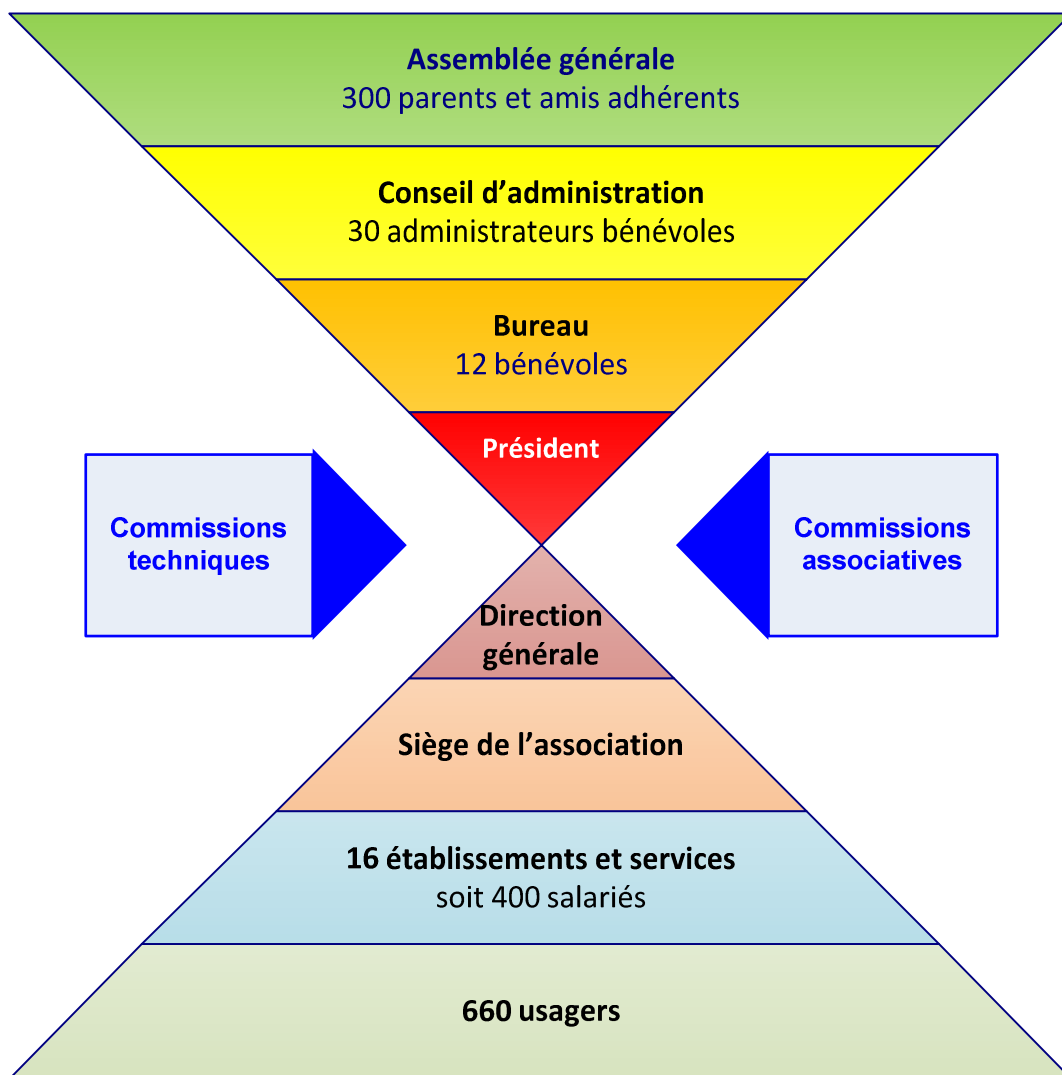 Assemblée générale
300 parents et amis adhérents
Conseil d’administration
30 administrateurs bénévoles
Bureau
12 bénévoles
Président
Commissions
techniques
Commissions
associatives
Direction
générale
Siège de l’association
16 établissements et services
soit 400 salariés
660 usagers